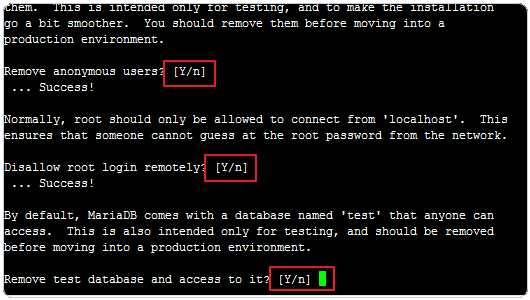 them.  This is intended only for testing, and to make the installation
go a bit smoother.  You should remove them before moving into a
production environment.
Remove anonymous users? [Y/n]
 ... Success!
Normally, root should only be allowed to connect from 'localhost'.  This
ensures that someone cannot guess at the root password from the network.
Disallow root login remotely? [Y/n]
 ... Success!
By default, MariaDB comes with a database named 'test' that anyone can
access.  This is also intended only for testing, and should be removed
before moving into a production environment.
Remove test database and access to it? [Y/n]